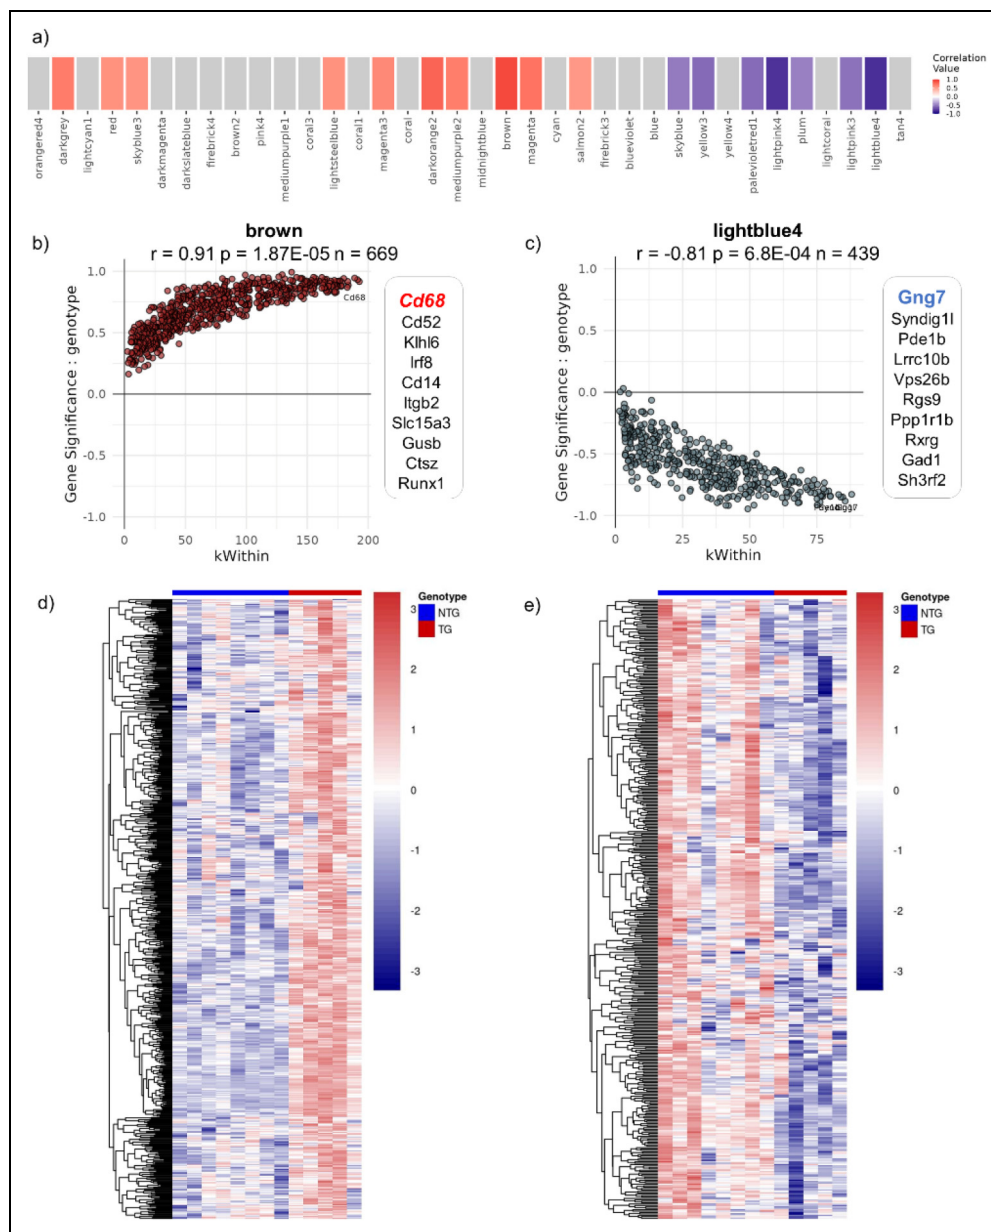 a)
Correlation
Value
1.0
0.5
0.0
-0.5
-1.0
orangered4
darkgrey
lightcyan1
red
skyblue3
darkmagenta
darkslateblue
firebrick4
brown2
pink4
mediumpurple1
coral3
lightsteelblue
coral1
magenta3
coral
darkorange2
mediumpurple2
midnightblue
brown
magenta
cyan
salmon2
firebrick3
blueviolet
blue
skyblue
yellow3
yellow4
palevioletred1
lightpink4
plum
lightcoral
lightpink3
lightblue4
tan4
b)
brown
r = 0.91 p = 1.87E-05 n = 669
Gene Significance : genotype
1.0
0.5
0.0
-0.5
-1.0
Cd68
0
50
100
150
200
kWithin
Cd68
Cd52
Klhl6
Irf8
Cd14
Itgb2
Slc15a3
Gusb
Ctsz
Runx1
c)
lightblue4
r = -0.81 p = 6.8E-04 n = 439
Gene Significance : genotype
1.0
0.5
0.0
-0.5
-1.0
0
25
50
75
kWithin
Gng7
Syndig1l
Pde1b
Lrrc10b
Vps26b
Rgs9
Ppp1r1b
Rxrg
Gad1
Sh3rf2
d)
3
2
1
0
-1
-2
-3
Genotype
NTG
TG
e)
3
2
1
0
-1
-2
-3
Genotype
NTG
TG